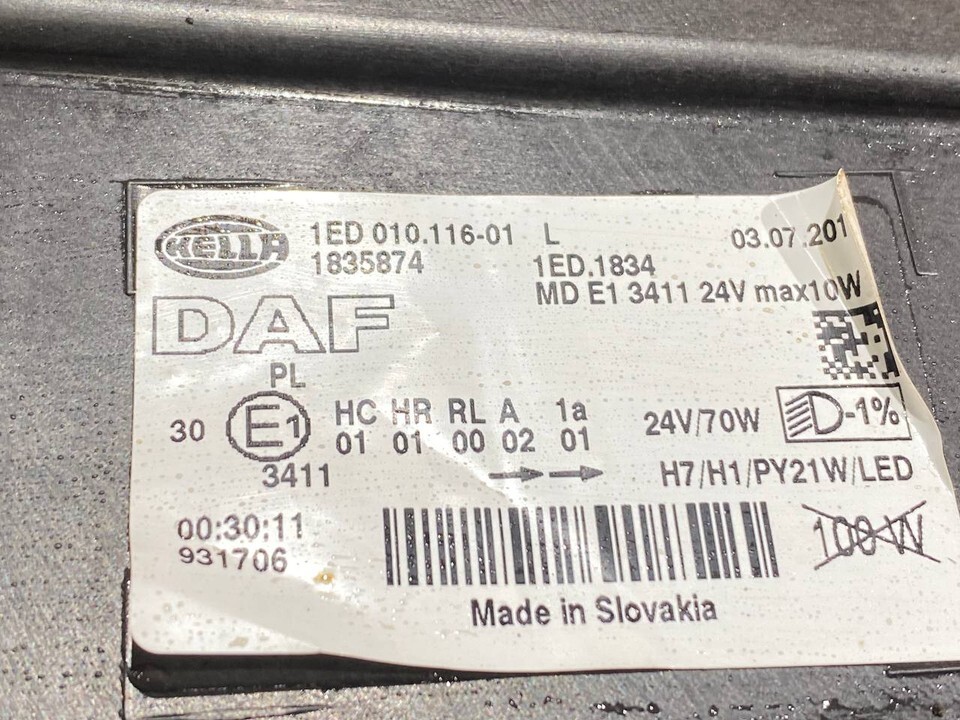 HELLA 1ED 010.116-01 L 03.07.201
1835874 1ED.1834
MD E1 3411 24V max10W
DAF
PL
30 E1 HC HR RL A 1a 24V/70W D-1%
01 01 00 02 01
3411 H7/H1/PY21W/LED
00:30:11 100 W
931706
Made in Slovakia